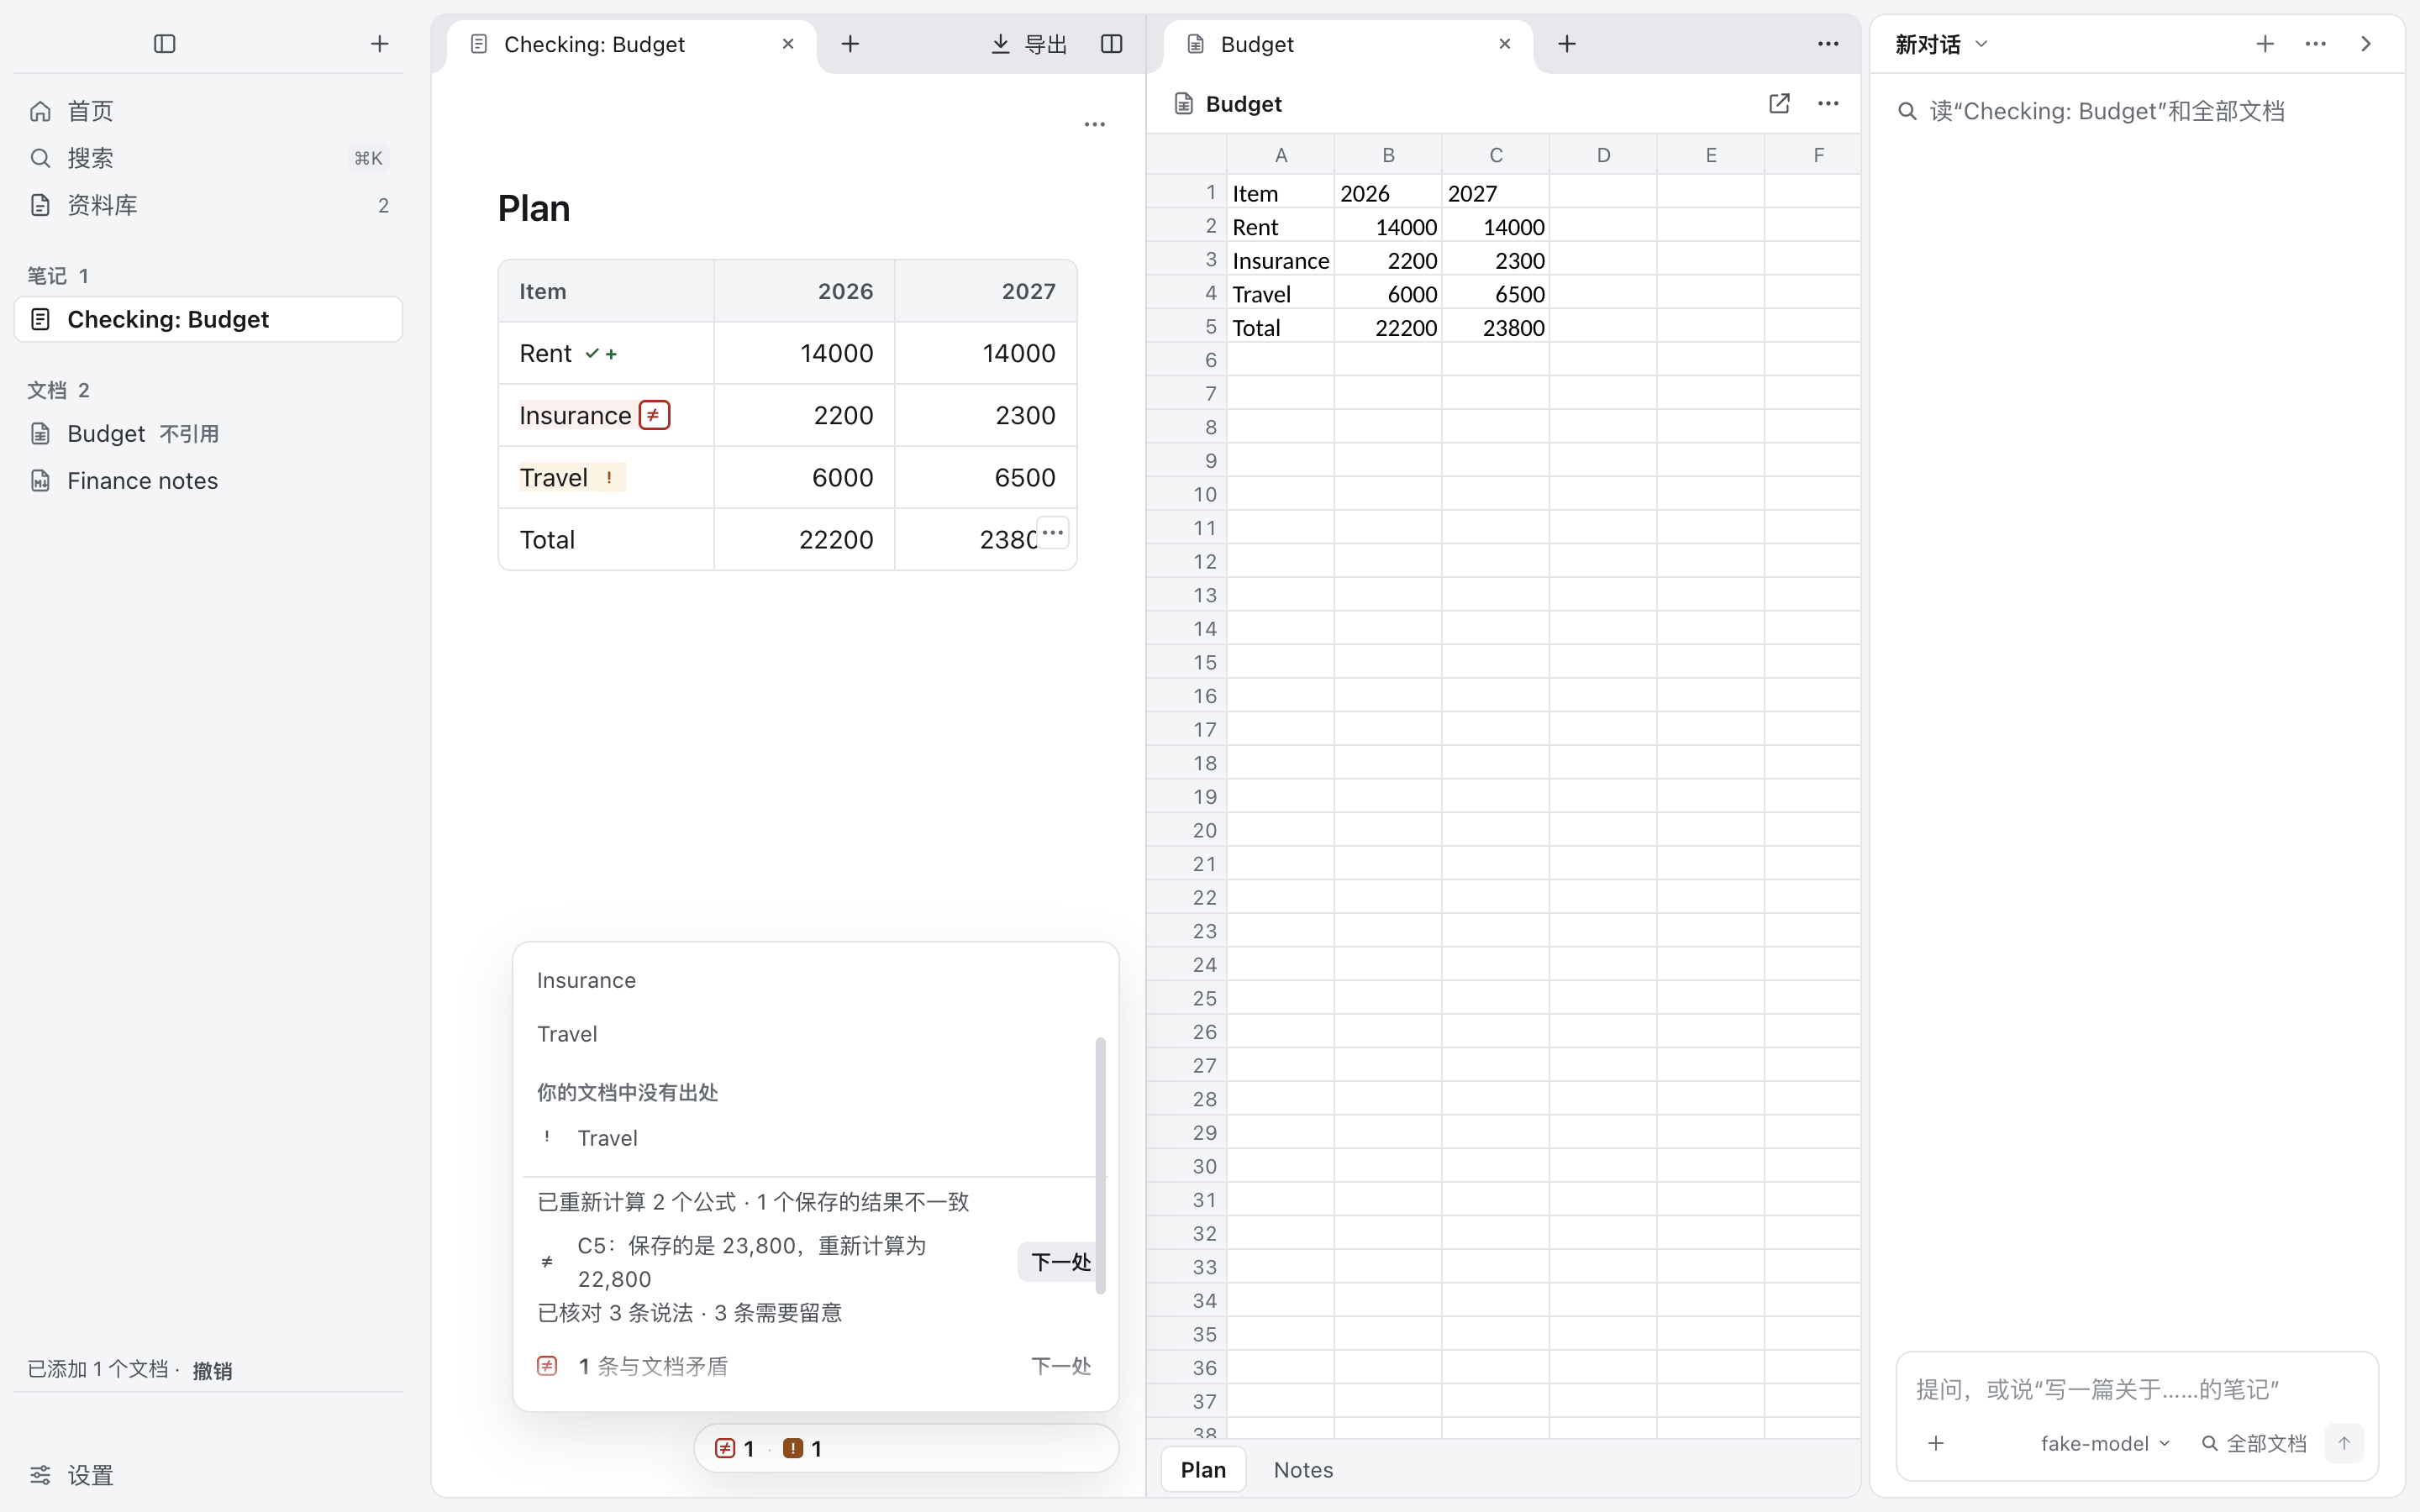 首页
搜索 ⌘K
资料库 2
笔记 1
Checking: Budget
文档 2
Budget 不引用
Finance notes
已添加 1 个文档 · 撤销
设置
Checking: Budget
导出
Plan
Item 2026 2027
Rent 14000 14000
Insurance ≠ 2200 2300
Travel ! 6000 6500
Total 22200 2380
Insurance
Travel
你的文档中没有出处
! Travel
已重新计算 2 个公式 · 1 个保存的结果不一致
≠ C5：保存的是 23,800，重新计算为
22,800
下一处
已核对 3 条说法 · 3 条需要留意
≠ 1 条与文档矛盾 下一处
≠ 1 · ! 1
Budget
Budget
A B C D E F
1 Item 2026 2027
2 Rent 14000 14000
3 Insurance 2200 2300
4 Travel 6000 6500
5 Total 22200 23800
6
7
8
9
10
11
12
13
14
15
16
17
18
19
20
21
22
23
24
25
26
27
28
29
30
31
32
33
34
35
36
37
38
Plan Notes
新对话
读“Checking: Budget”和全部文档
提问，或说“写一篇关于……的笔记”
fake-model 全部文档